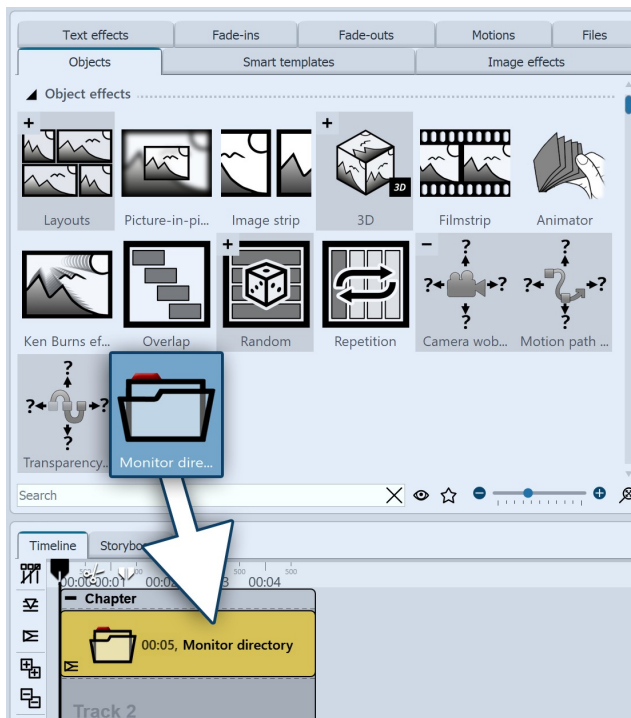 Text effects Fade-ins Fade-outs Motions Files
Objects Smart templates Image effects
Object effects
Layouts Picture-in-pi... Image strip 3D Filmstrip Animator
3D
Ken Burns ef... Overlap Random Repetition Camera wob... Motion path ...
Transparency... Monitor dire...
Search
Timeline
00:04
Chapter
00:05, Monitor directory
Track 2